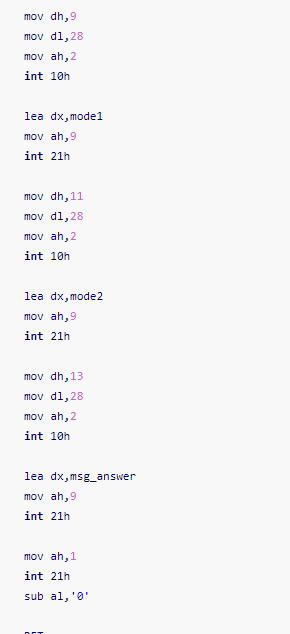 mov dh,9
mov dl,28
mov ah,2
int 10h
lea dx,mode1
mov ah,9
int 21h
mov dh,11
mov dl,28
mov ah,2
int 10h
lea dx,mode2
mov ah,9
int 21h
mov dh,13
mov dl,28
mov ah,2
int 10h
lea dx,msg_answer
mov ah,9
int 21h
mov ah,1
int 21h
sub al,'0'